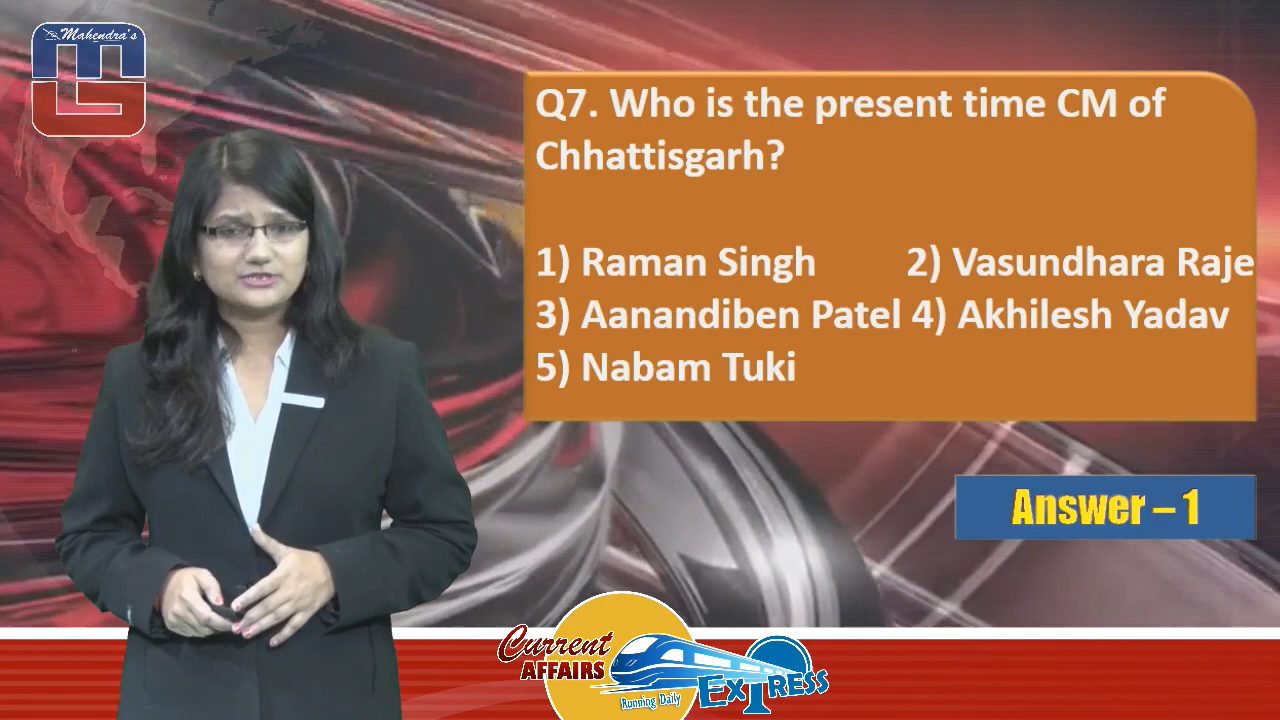 Mahendra's
Q7. Who is the present time CM of
Chhattisgarh?
1) Raman Singh 2) Vasundhara Raje
3) Aanandiben Patel 4) Akhilesh Yadav
5) Nabam Tuki
Answer – 1
Current
AFFAIRS
Running Daily
ExPRESS